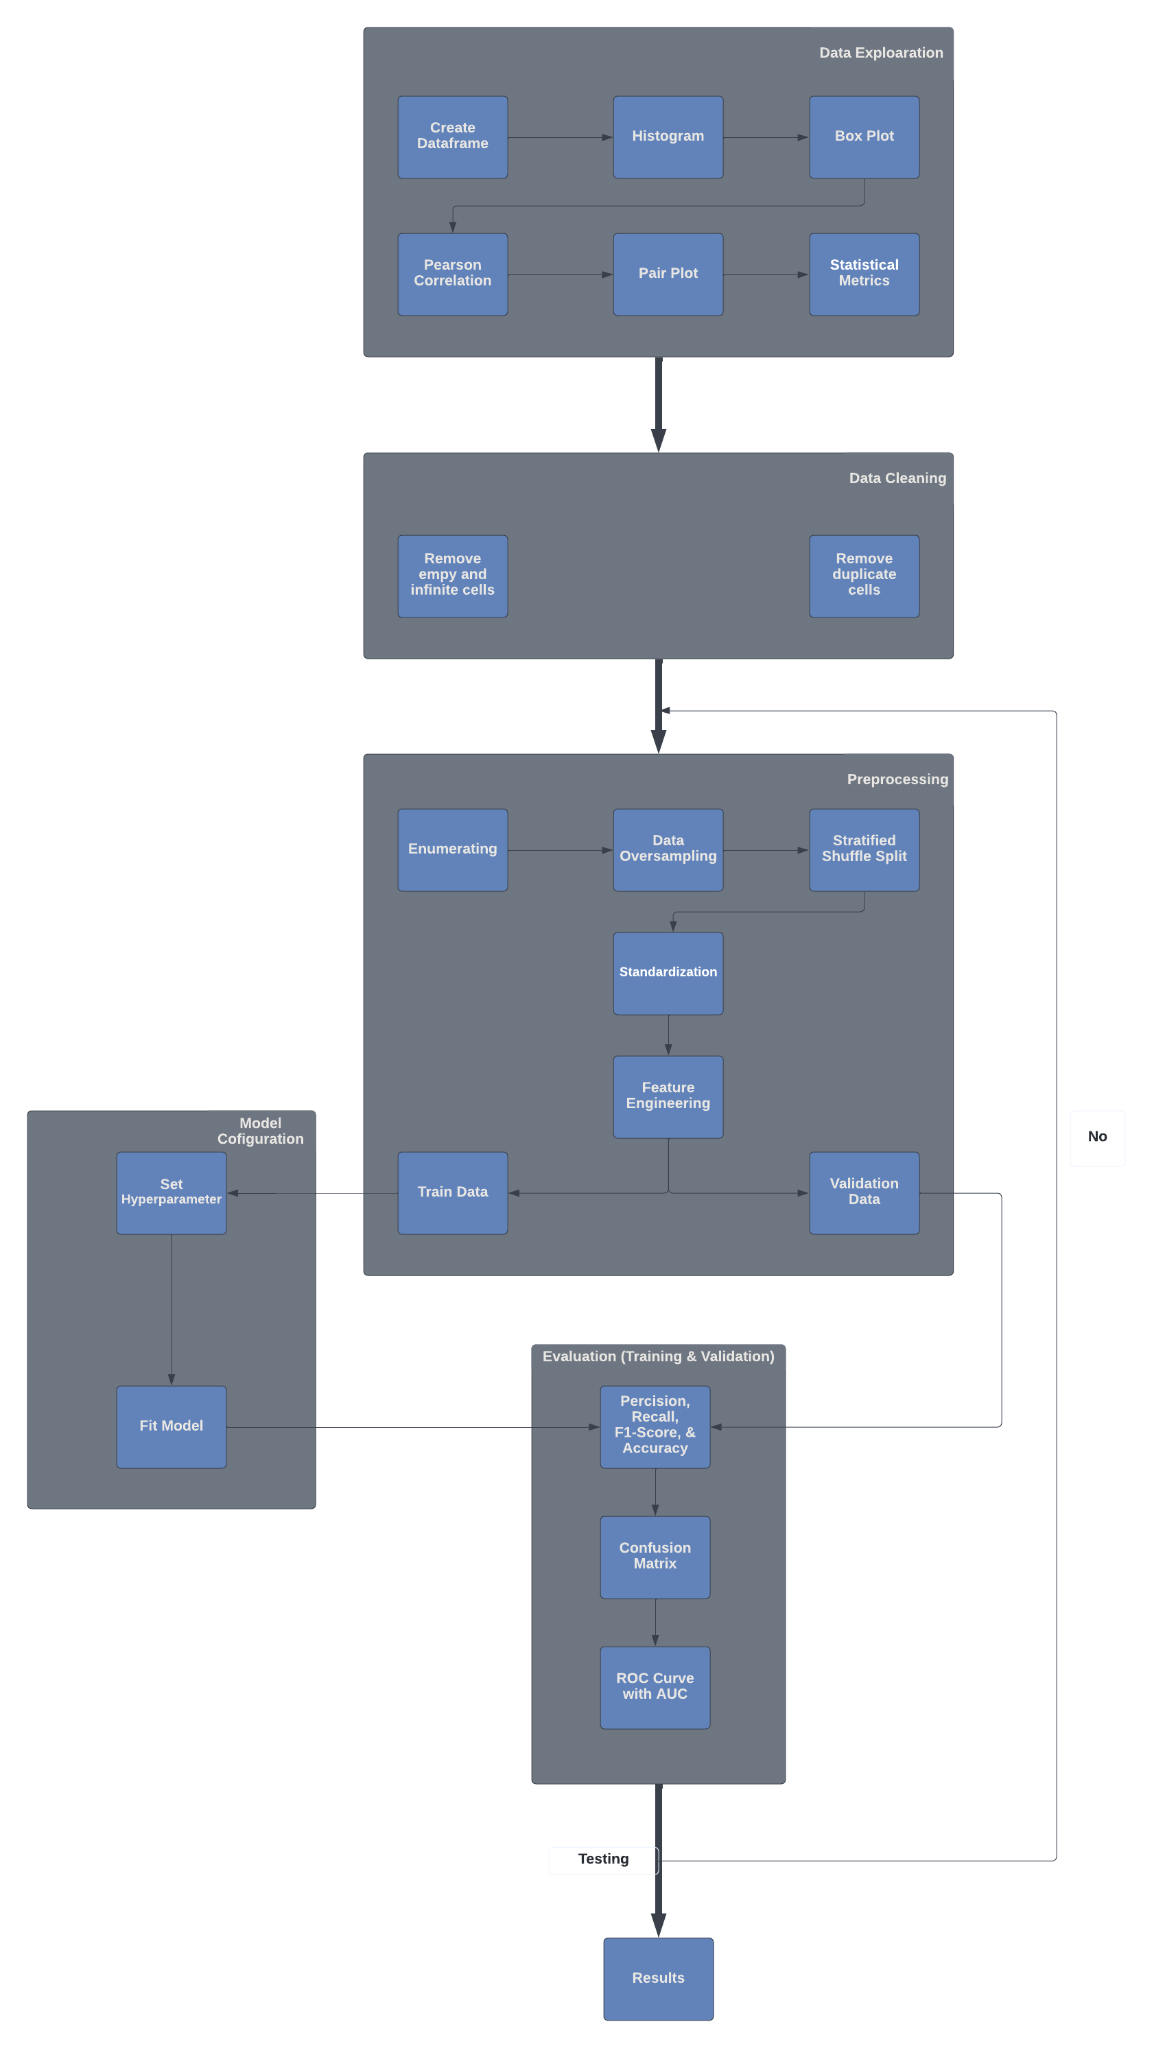 Data Exploaration
Create
Dataframe
Histogram
Box Plot
Pearson
Correlation
Pair Plot
Statistical
Metrics
Data Cleaning
Remove
empy and
infinite cells
Remove
duplicate
cells
Preprocessing
Enumerating
Data
Oversampling
Stratified
Shuffle Split
Standardization
Feature
Engineering
Model
Cofiguration
No
Set
Hyperparameter
Train Data
Validation
Data
Evaluation (Training & Validation)
Percision,
Recall,
F1-Score, &
Accuracy
Fit Model
Confusion
Matrix
ROC Curve
with AUC
Testing
Results